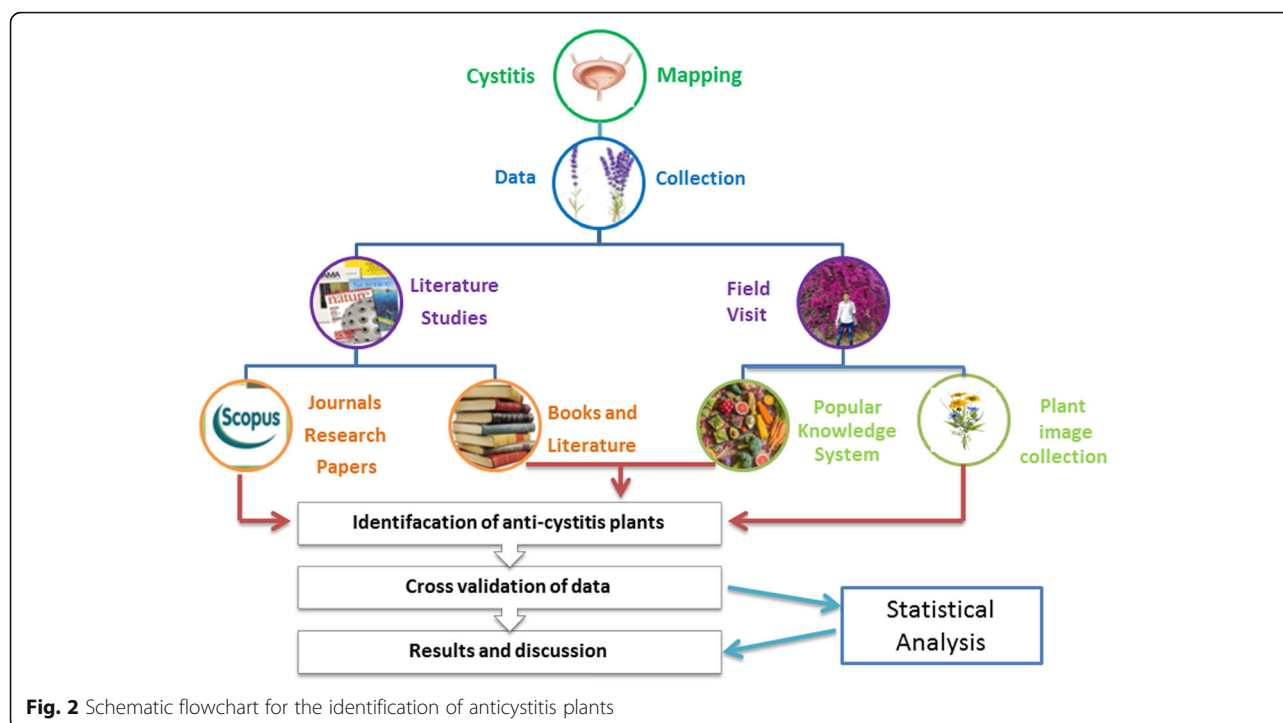 Cystitis Mapping
Data Collection
Literature
Studies
Field
Visit
nature
Scopus
Journals
Research
Papers
Books and
Literature
Popular
Knowledge
System
Plant
image
collection
Identifacation of anti-cystitis plants
Cross validation of data
Results and discussion
Statistical
Analysis
Fig. 2 Schematic flowchart for the identification of anticystitis plants